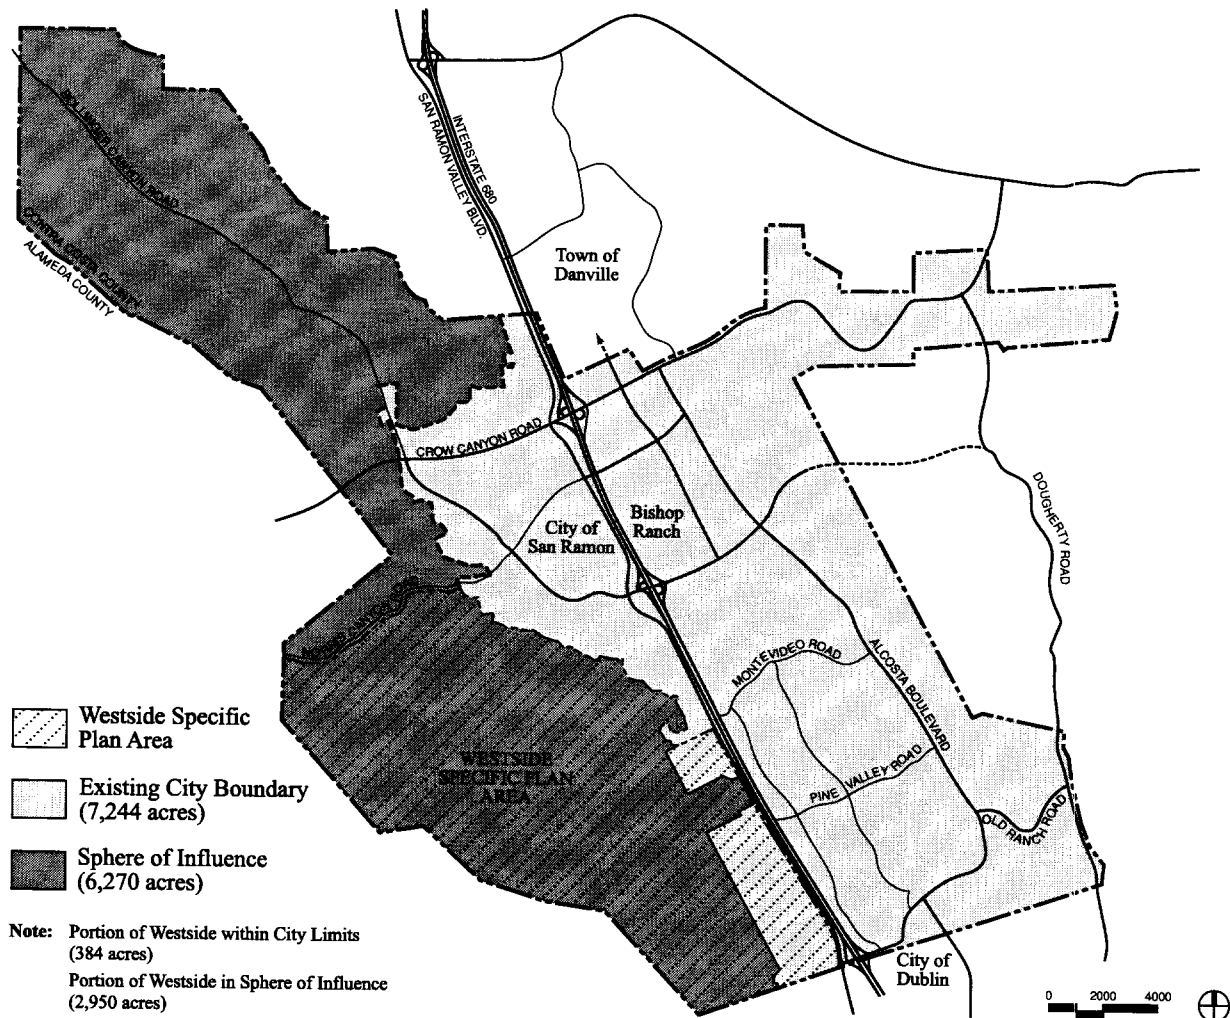 BOLLINGER CANYON ROAD
CONTRA COSTA COUNTY
ALAMEDA COUNTY
SAN RAMON VALLEY BLVD.
INTERSTATE 680
Town of
Danville
CROW CANYON ROAD
City of
San Ramon
Bishop
Ranch
DOUGHERTY ROAD
MONTEVIDEO ROAD
ALCOSTA BOULEVARD
PINE VALLEY ROAD
OLD RANCH ROAD
WESTSIDE
SPECIFIC PLAN
AREA
City of
Dublin
Westside Specific
Plan Area
Existing City Boundary
(7,244 acres)
Sphere of Influence
(6,270 acres)
Note: Portion of Westside within City Limits
(384 acres)
Portion of Westside in Sphere of Influence
(2,950 acres)
0 2000 4000